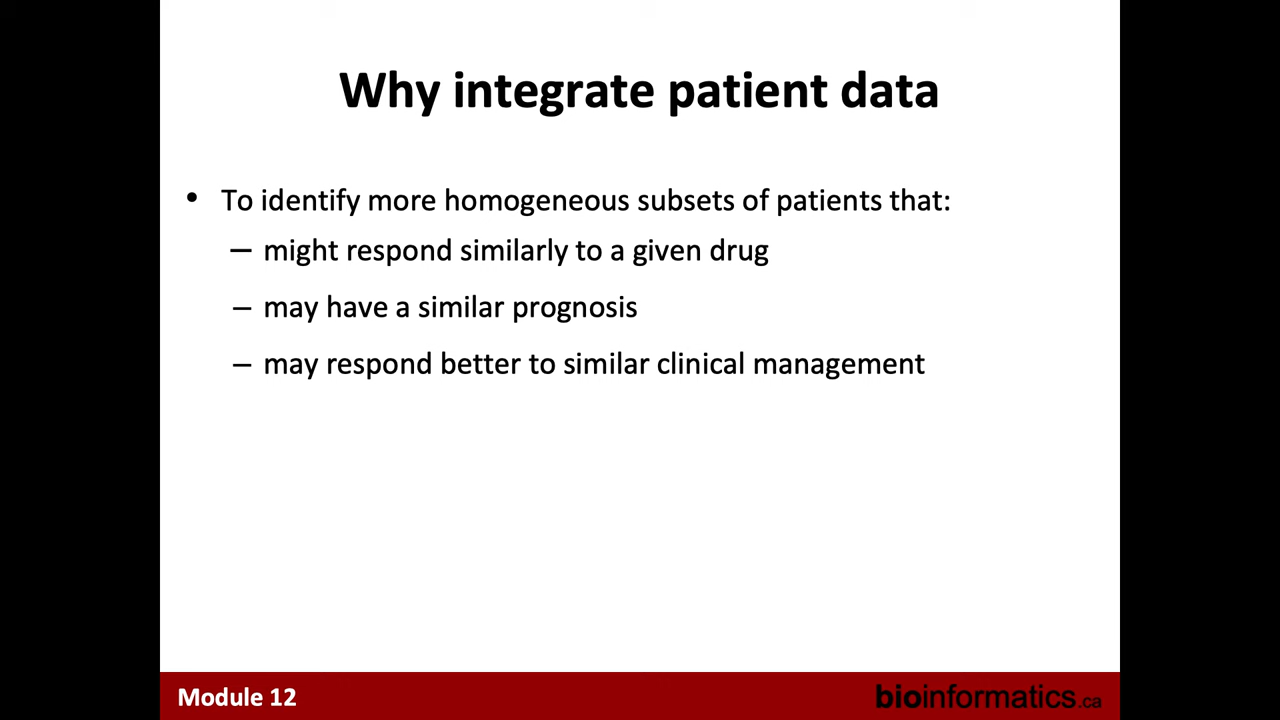 Why integrate patient data
• To identify more homogeneous subsets of patients that:
– might respond similarly to a given drug
– may have a similar prognosis
– may respond better to similar clinical management
Module 12
bioinformatics.ca